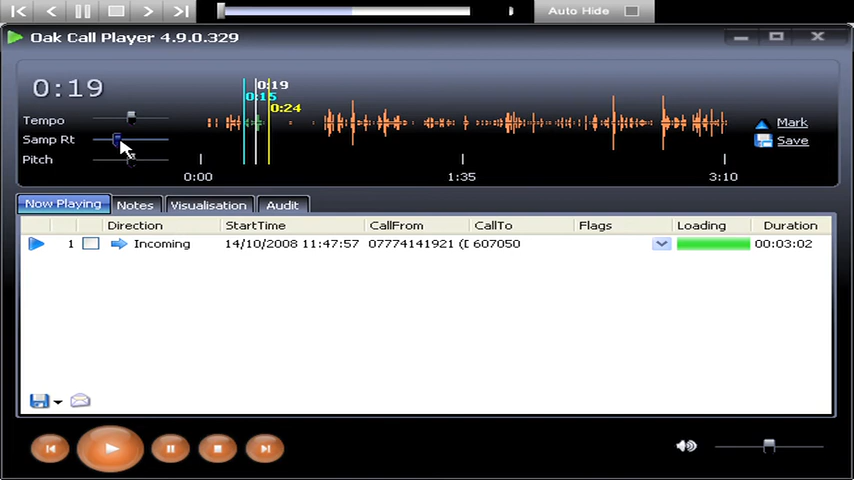 Auto Hide
Oak Call Player 4.9.0.329
0:19
0:19
0:15
0:24
Tempo
Samp Rt
Pitch
Mark
Save
0:00 1:35 3:10
Now Playing Notes Visualisation Audit
Direction StartTime CallFrom CallTo Flags Loading Duration
1 Incoming 14/10/2008 11:47:57 07774141921 (D 607050 00:03:02